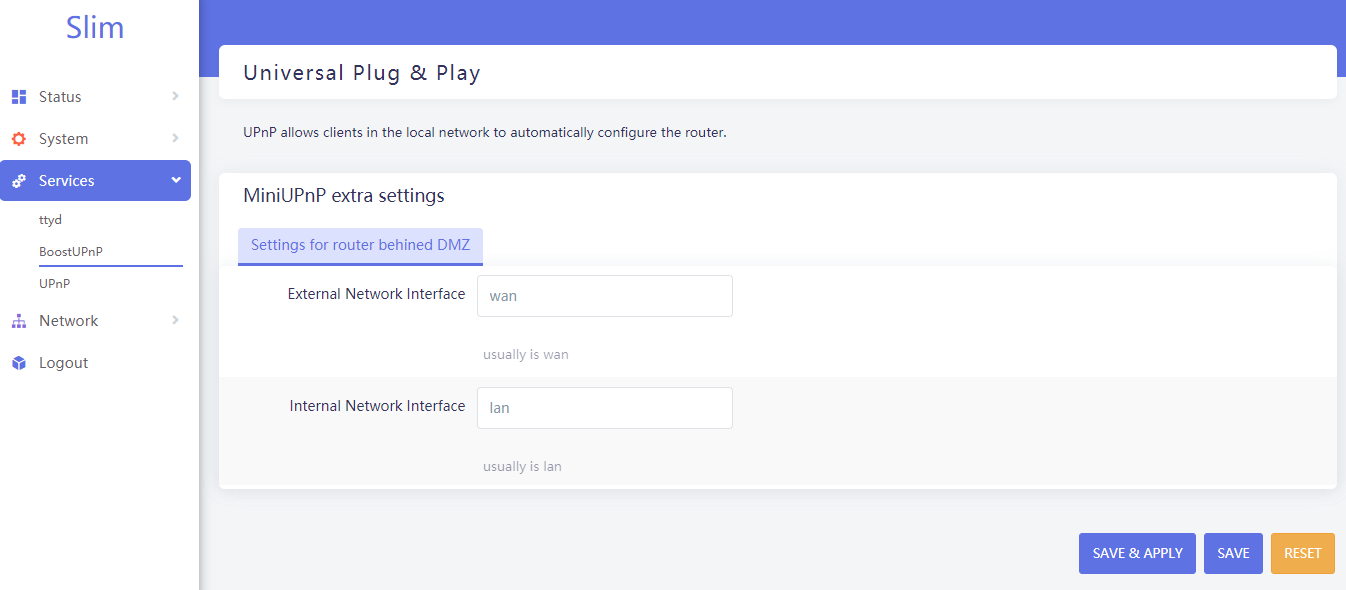 Slim
Status
System
Services
ttyd
BoostUPnP
UPnP
Network
Logout
Universal Plug & Play
UPnP allows clients in the local network to automatically configure the router.
MiniUPnP extra settings
Settings for router behined DMZ
External Network Interface
wan
usually is wan
Internal Network Interface
lan
usually is lan
SAVE & APPLY
SAVE
RESET